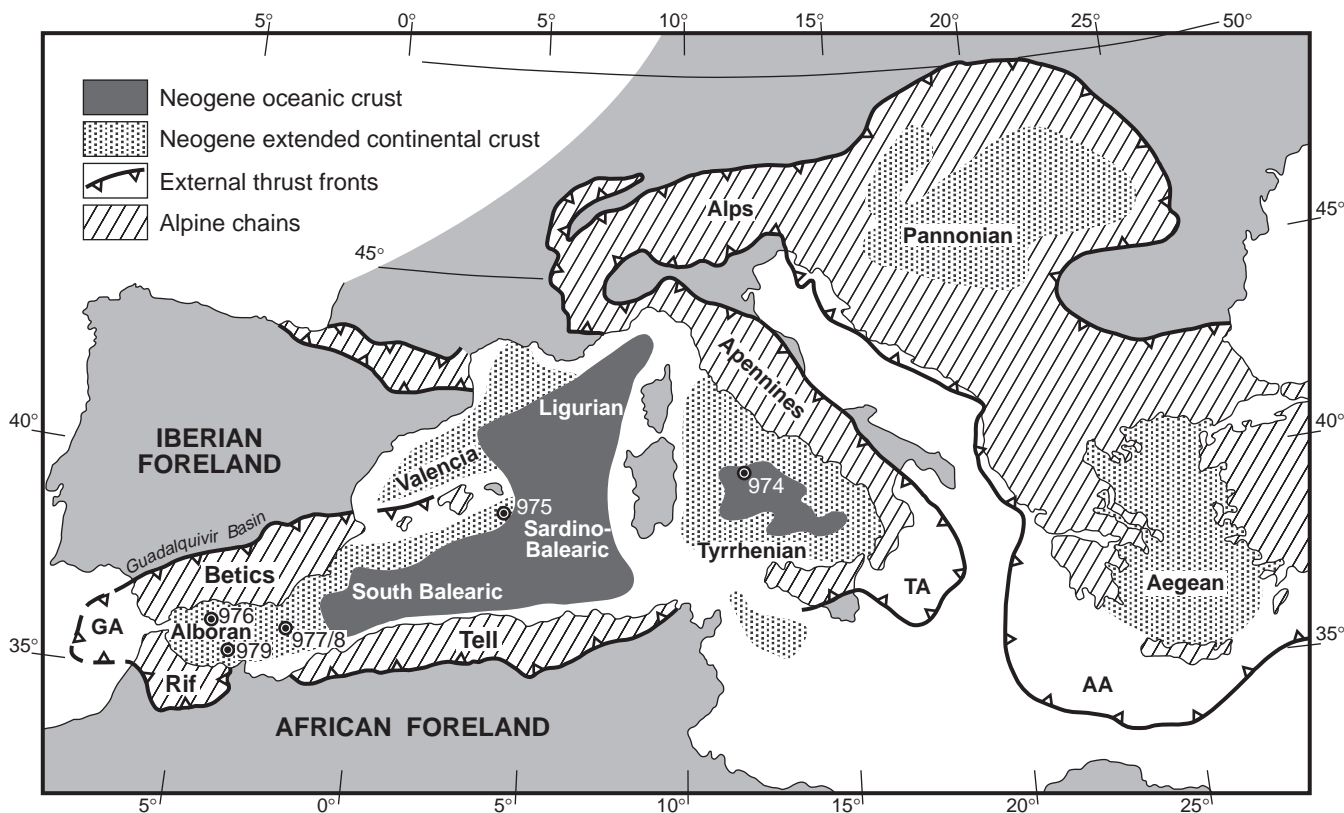 5° 0° 5° 10° 15° 20° 25° 50°
Neogene oceanic crust
Neogene extended continental crust
External thrust fronts
Alpine chains
Alps
45°
Pannonian
45°
Apennines
Ligurian
40°
40°
IBERIAN
FORELAND
Valencia
974
975
Sardino-
Balearic
Guadalquivir Basin
Tyrrhenian
Betics
South Balearic
TA
Aegean
GA
976
Alboran
977/8
979
35°
35°
Tell
Rif
AA
AFRICAN FORELAND
5° 0° 5° 10° 15° 20° 25°